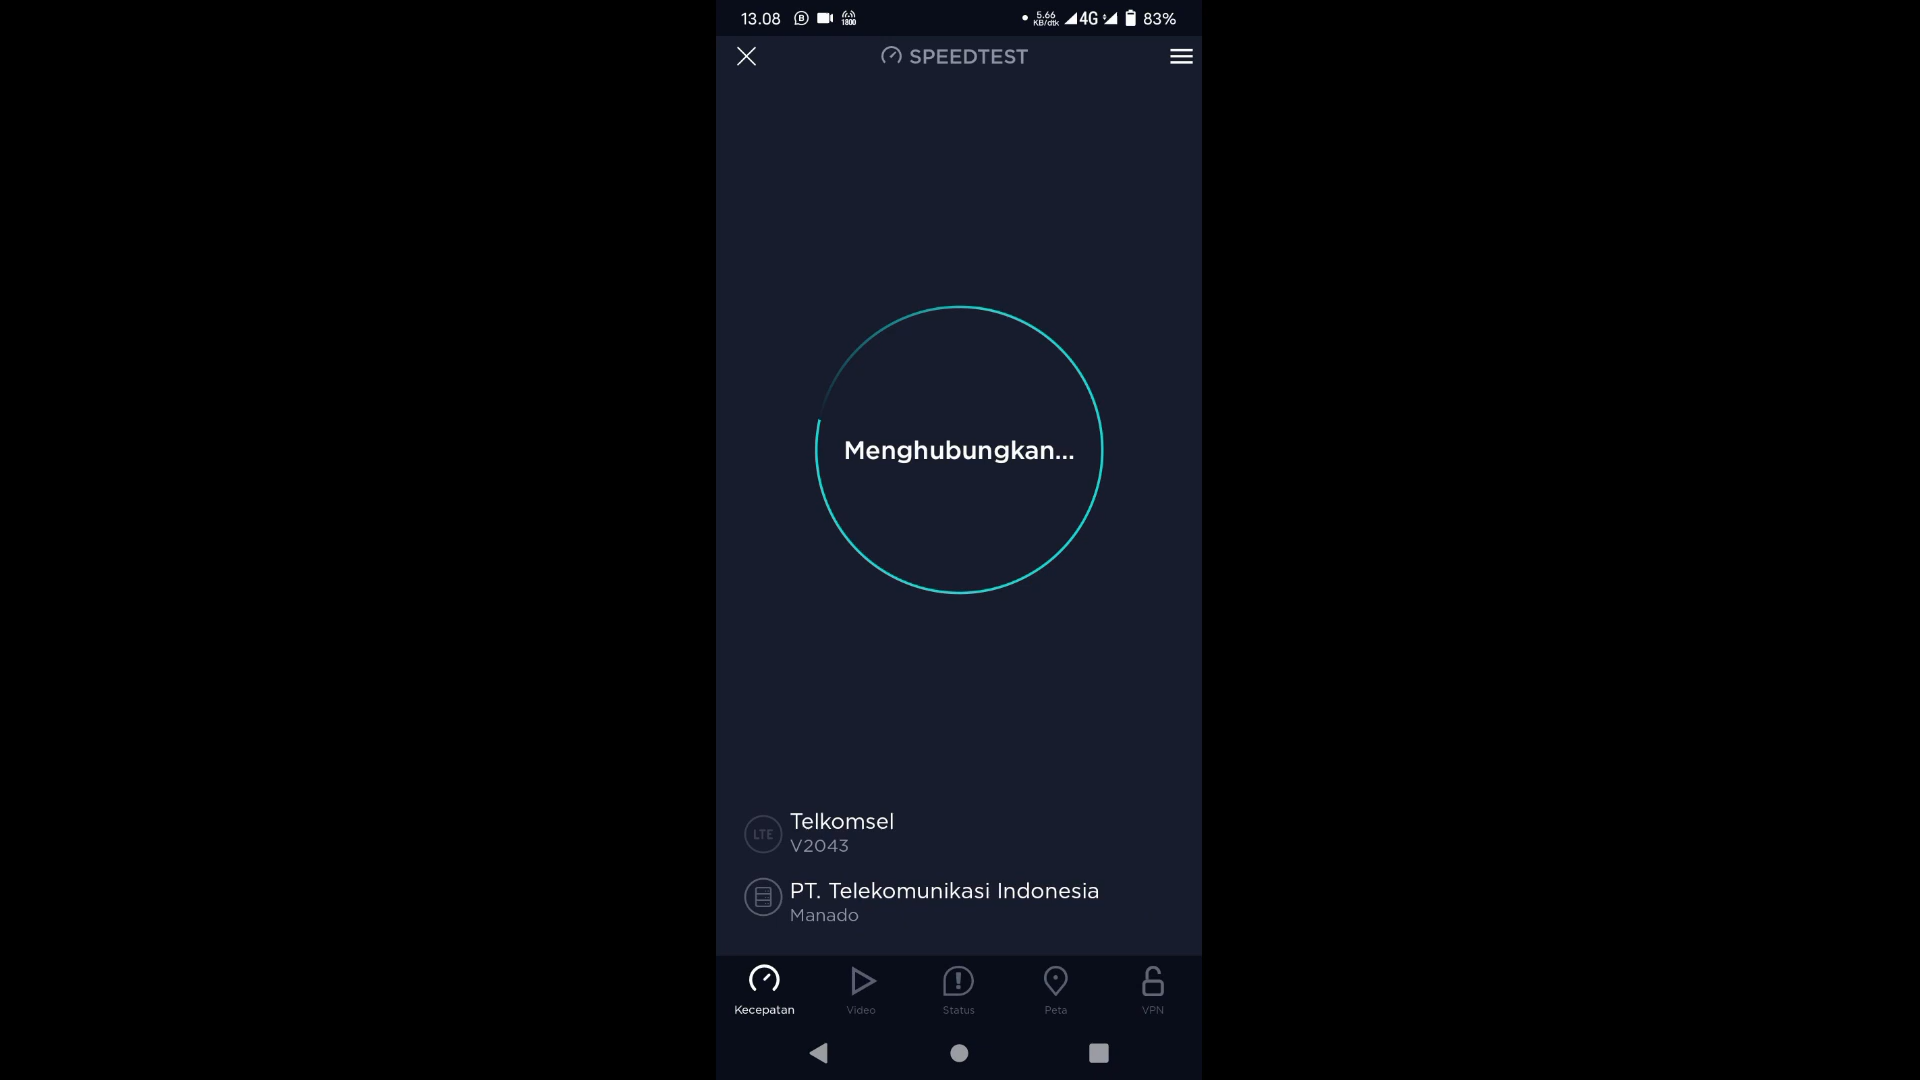 13.08 B 1800 5.66 KB/dtk 4G 83%
SPEEDTEST
Menghubungkan...
LTE
Telkomsel
V2043
PT. Telekomunikasi Indonesia
Manado
Kecepatan Video Status Peta VPN